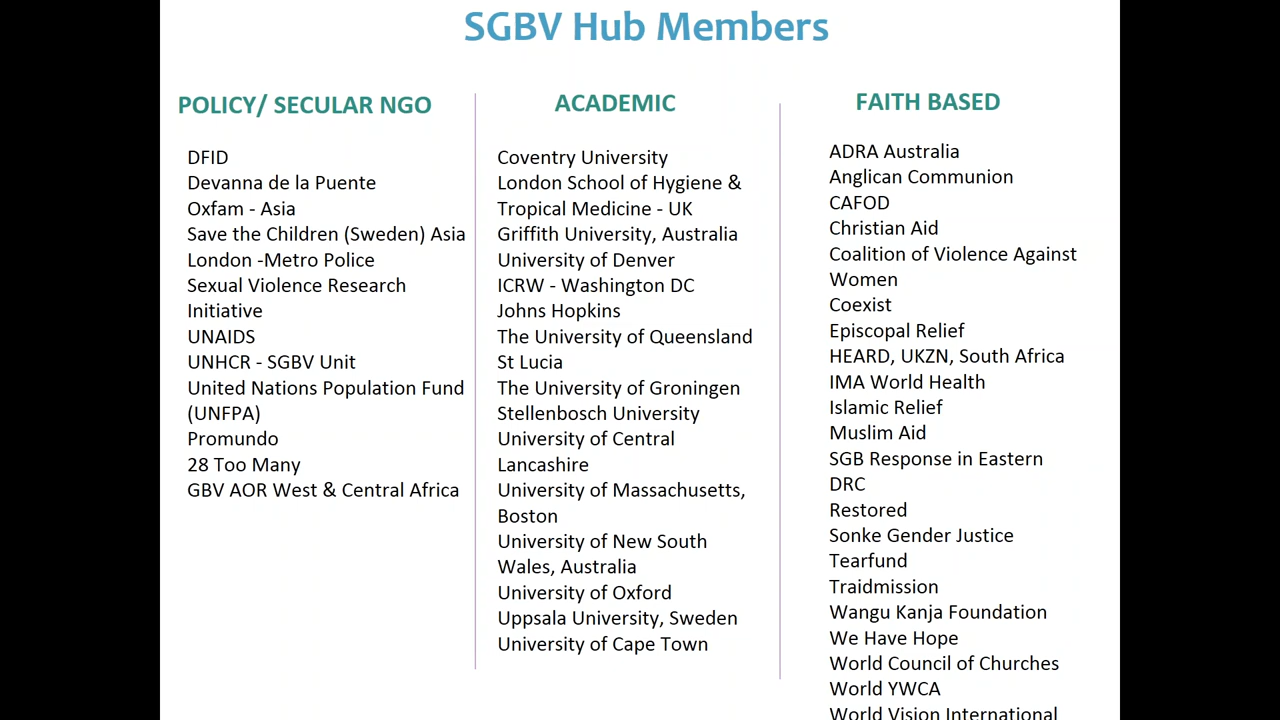 SGBV Hub Members
POLICY/ SECULAR NGO
DFID
Devanna de la Puente
Oxfam - Asia
Save the Children (Sweden) Asia
London -Metro Police
Sexual Violence Research
Initiative
UNAIDS
UNHCR - SGBV Unit
United Nations Population Fund
(UNFPA)
Promundo
28 Too Many
GBV AOR West & Central Africa
ACADEMIC
Coventry University
London School of Hygiene &
Tropical Medicine - UK
Griffith University, Australia
University of Denver
ICRW - Washington DC
Johns Hopkins
The University of Queensland
St Lucia
The University of Groningen
Stellenbosch University
University of Central
Lancashire
University of Massachusetts,
Boston
University of New South
Wales, Australia
University of Oxford
Uppsala University, Sweden
University of Cape Town
FAITH BASED
ADRA Australia
Anglican Communion
CAFOD
Christian Aid
Coalition of Violence Against
Women
Coexist
Episcopal Relief
HEARD, UKZN, South Africa
IMA World Health
Islamic Relief
Muslim Aid
SGB Response in Eastern
DRC
Restored
Sonke Gender Justice
Tearfund
Traidmission
Wangu Kanja Foundation
We Have Hope
World Council of Churches
World YWCA
World Vision International